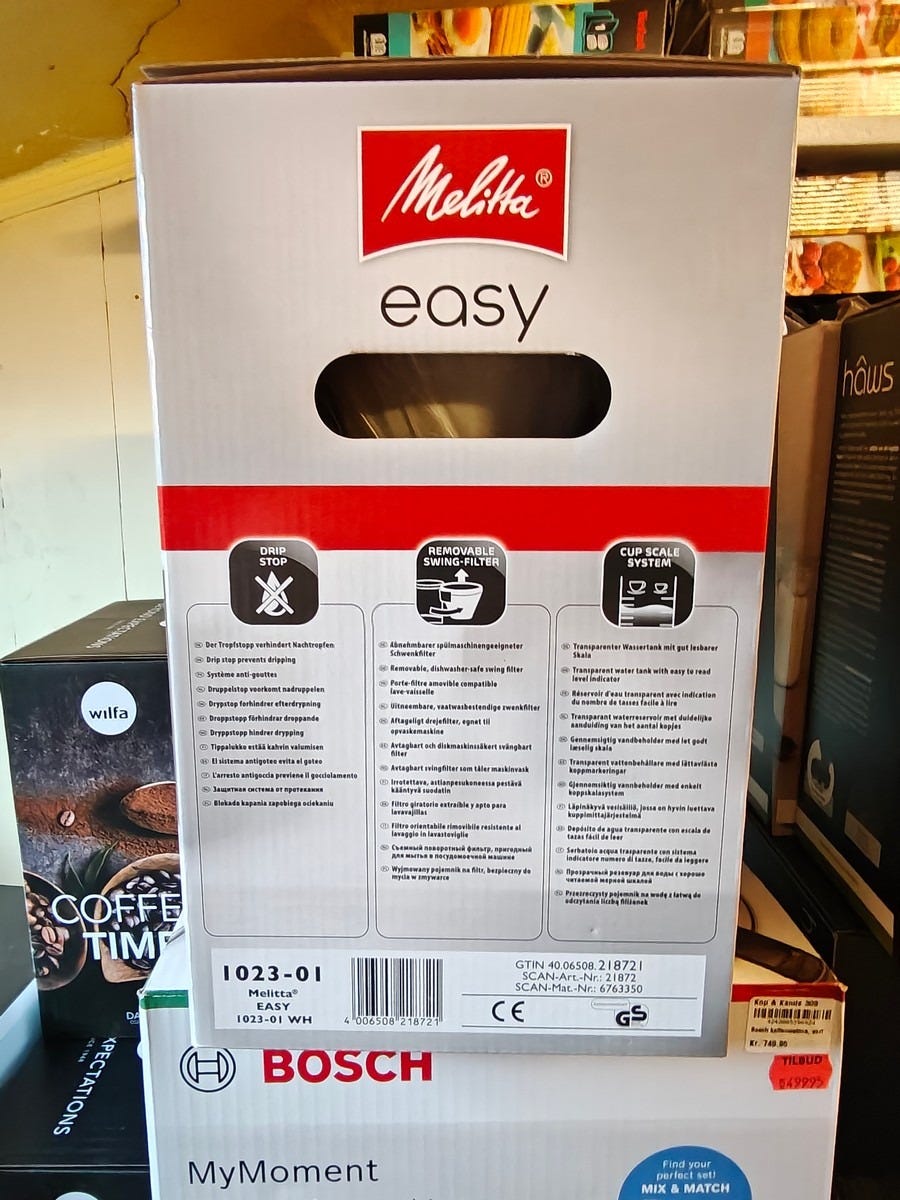 Melitta®
easy
hâws
DRIP
STOP
Der Tropfstopp verhindert Nachtropfen
Drip stop prevents dripping
Système anti-gouttes
Druppelstop voorkomt nadruppelen
Drypstop forhindrer efterdrypning
Droppstopp förhindrar droppande
Dryppstopp hindrer drypping
Tippalukko estää kahvin valumisen
El sistema antigoteo evita el goteo
L'arresto antigoccia previene il gocciolamento
Защитная система от протекания
Blokada kapania zapobiega ociekaniu
REMOVABLE
SWING-FILTER
Abnehmbarer spülmaschinengeeigneter
Schwenkfilter
Removable, dishwasher-safe swing filter
Porte-filtre amovible compatible
lave-vaisselle
Uitneembare, vaatwasbestendige zwenkfilter
Aftageligt drejefilter, egnet til
opvaskemaskine
Avtagbart och diskmaskinssäkert svängbart
filter
Avtagbart svingfilter som tåler maskinvask
Irrotettava, astianpesukoneessa pestävä
kääntyvä suodatin
Filtro giratorio extraíble y apto para
lavavajillas
Filtro orientabile rimovibile resistente al
lavaggio in lavastoviglie
Съемный поворотный фильтр, пригодный
для мытья в посудомоечной машине
Wyjmowany pojemnik na filtr, bezpieczny do
mycia w zmywarce
CUP SCALE
SYSTEM
Transparenter Wassertank mit gut lesbarer
Skala
Transparent water tank with easy to read
level indicator
Réservoir d'eau transparent avec indication
du nombre de tasses facile à lire
Transparant waterreservoir met duidelijke
aanduiding van het aantal kopjes
Gennemsigtig vandbeholder med let godt
læselig skala
Transparent vattenbehållare med lättavlästa
koppmarkeringar
Gjennomsiktig vannbeholder med enkelt
koppskalasystem
Läpinäkyvä vesisäiliö, jossa on hyvin luettava
kuppimittajärjestelmä
Depósito de agua transparente con escala de
tazas fácil de leer
Serbatoio acqua trasparente con sistema
indicatore numero di tazze, facile da leggere
Прозрачный резервуар для воды с хорошо
читаемой мерной шкалой
Przezroczysty pojemnik na wodę z łatwą do
odczytania liczbą filiżanek
1023-01
Melitta®
EASY
1023-01 WH
4 006508 218721
GTIN 40.06508.218721
SCAN-Art.-Nr.: 21872
SCAN-Mat.-Nr.: 6763350
CE
GS
wilfa
COFFE
TIME
DA
XPECTATIONS
BOSCH
MyMoment
Kop & Kande
Kr. 749.95
TILBUD
649995
Find your
perfect set!
MIX & MATCH